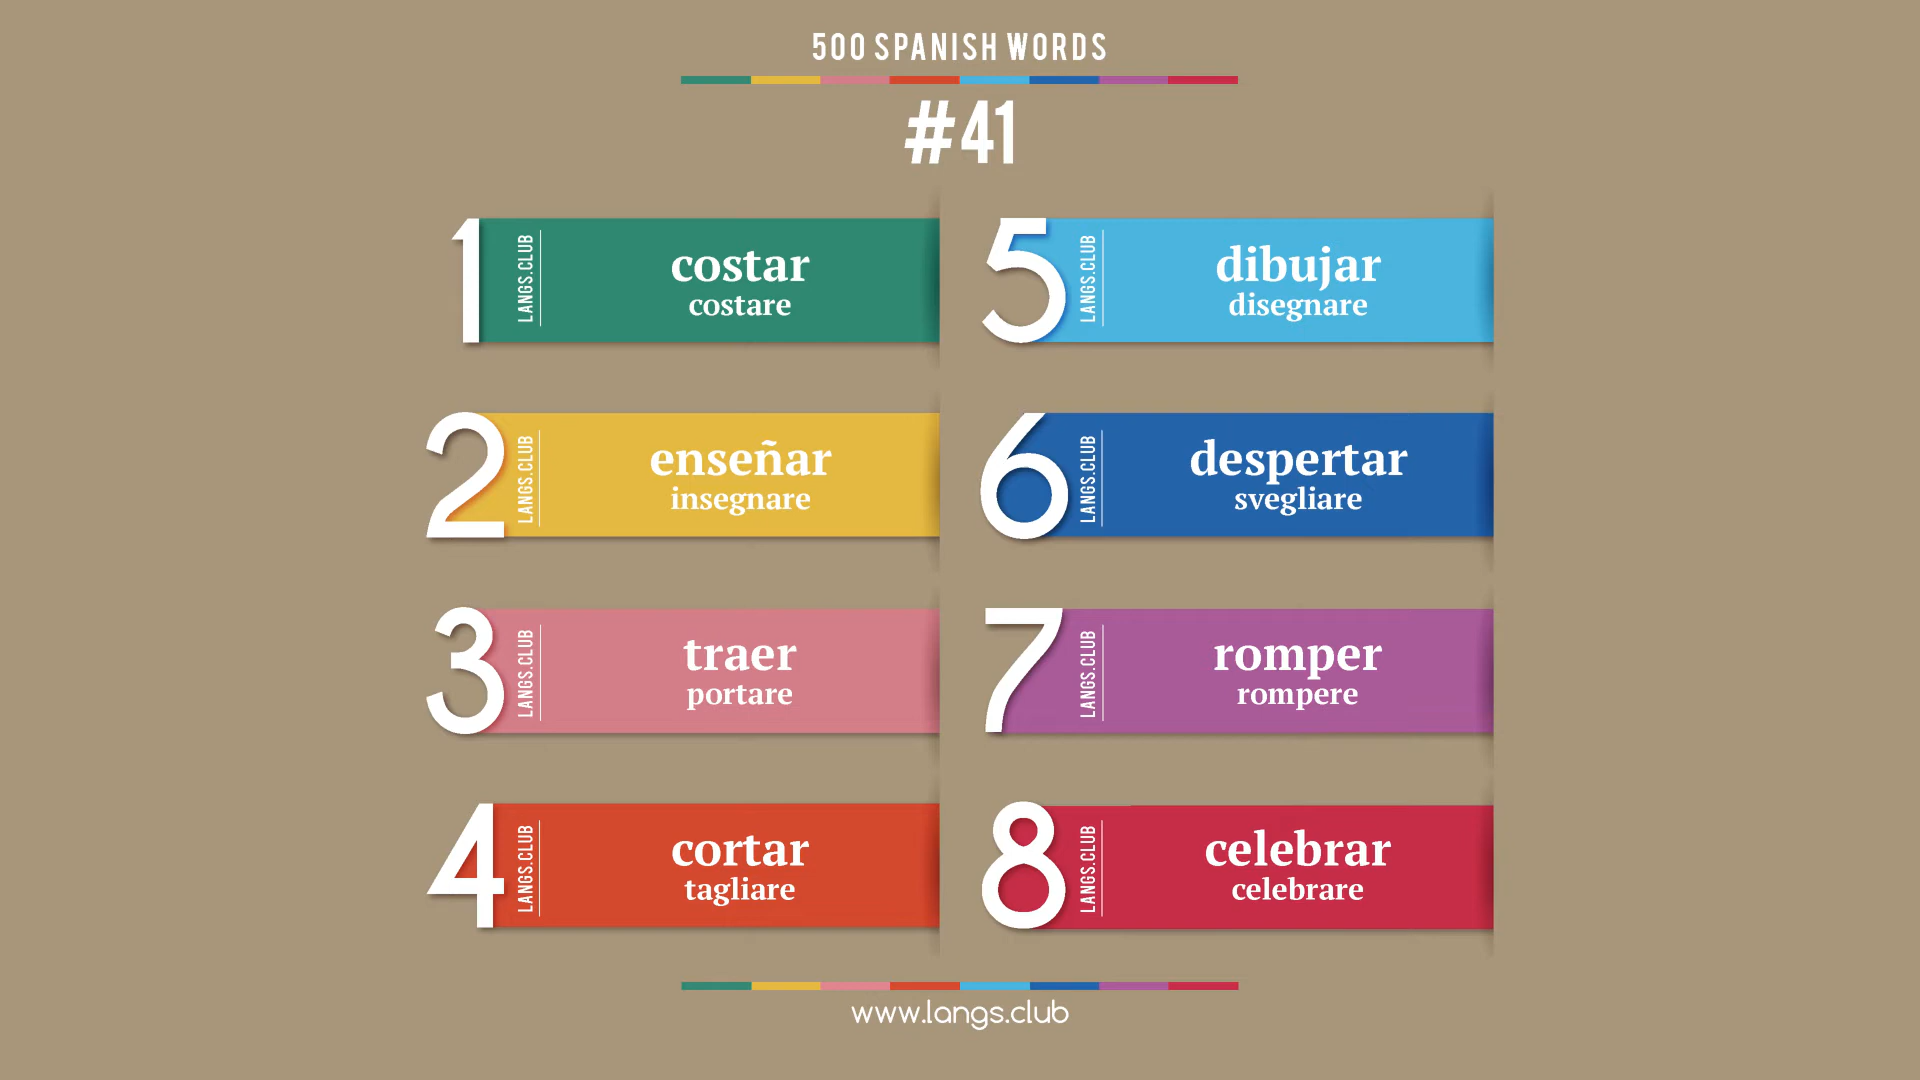 500 SPANISH WORDS
#41
1
LANGS.CLUB
costar
costare
2
LANGS.CLUB
enseñar
insegnare
3
LANGS.CLUB
traer
portare
4
LANGS.CLUB
cortar
tagliare
5
LANGS.CLUB
dibujar
disegnare
6
LANGS.CLUB
despertar
svegliare
7
LANGS.CLUB
romper
rompere
8
LANGS.CLUB
celebrar
celebrare
www.langs.club